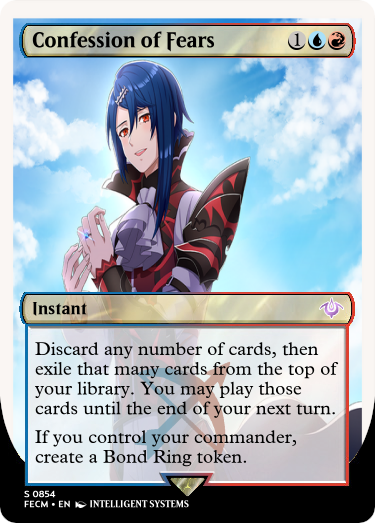 Confession of Fears 1
Instant
Discard any number of cards, then
exile that many cards from the top of
your library. You may play those
cards until the end of your next turn.
If you control your commander,
create a Bond Ring token.
S 0854
FECM • EN INTELLIGENT SYSTEMS